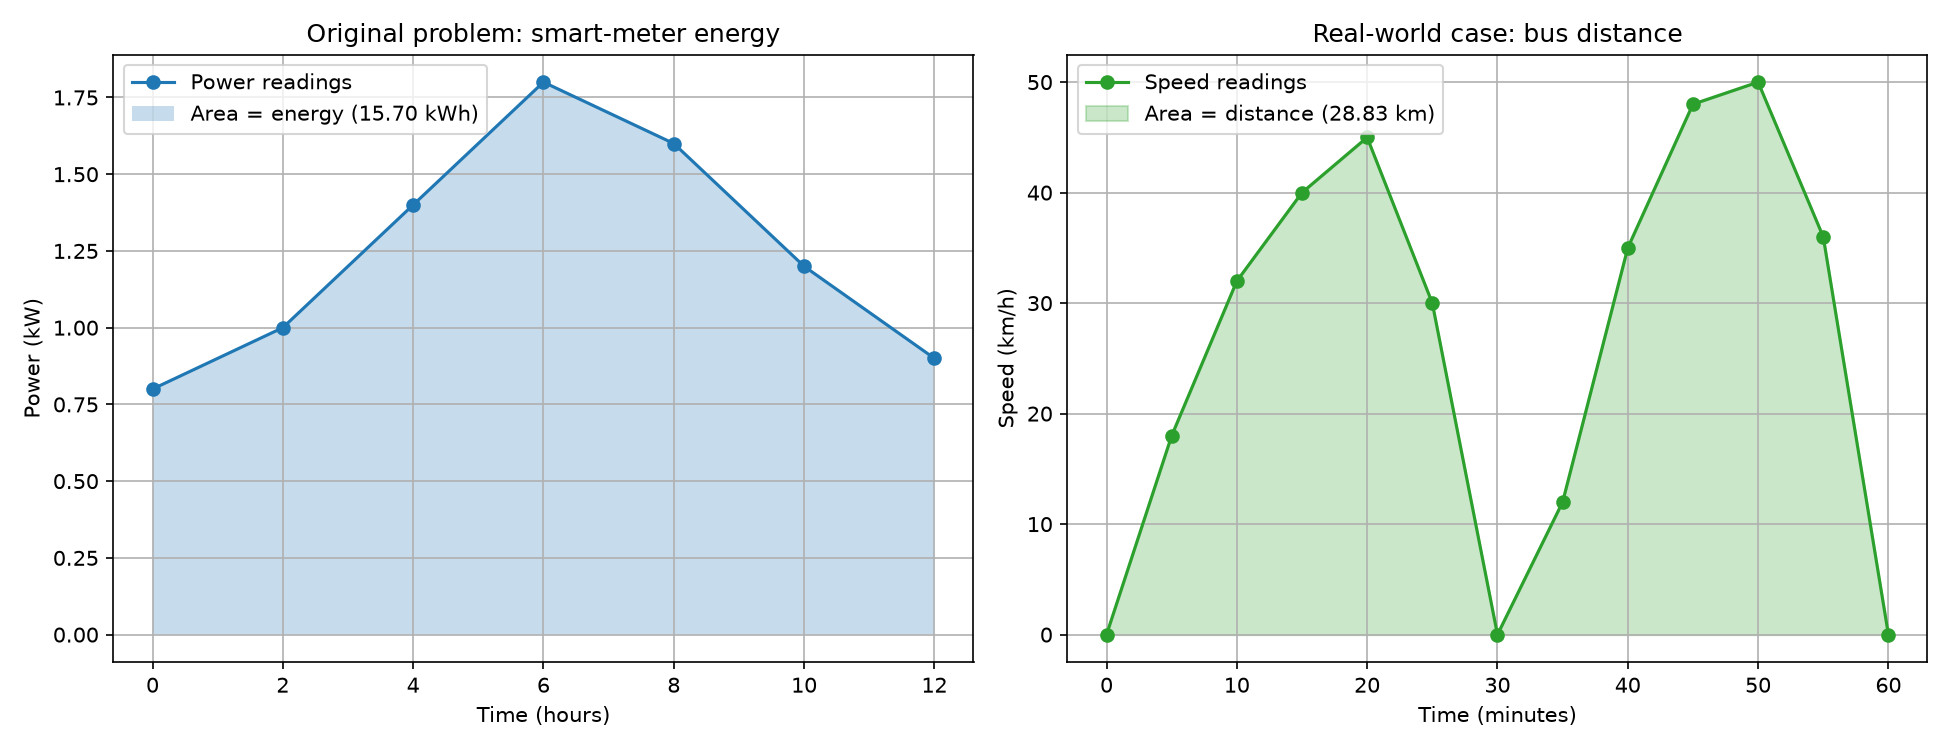 Original problem: smart-meter energy
Power readings
Area = energy (15.70 kWh)
Power (kW)
1.75
1.50
1.25
1.00
0.75
0.50
0.25
0.00
0 2 4 6 8 10 12
Time (hours)
Real-world case: bus distance
Speed readings
Area = distance (28.83 km)
Speed (km/h)
50
40
30
20
10
0
0 10 20 30 40 50 60
Time (minutes)